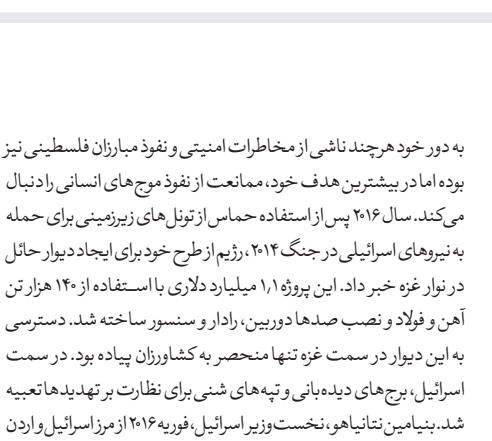 به دور خود هرچند ناشی از مخاطرات امنیتی و نفوذ مبارزان فلسطینی نیز
بوده اما در بیشترین هدف خود، ممانعت از نفوذ موج‌های انسانی را دنبال
می‌کند. سال ۲۰۱۶ پس از استفاده حماس از تونل‌های زیرزمینی برای حمله
به نیروهای اسرائیلی در جنگ ۲۰۱۴، رژیم از طرح خود برای ایجاد دیوار حائل
در نوار غزه خبر داد. این پروژه ۱٫۱ میلیارد دلاری با استفاده از ۱۴۰ هزار تن
آهن و فولاد و نصب صدها دوربین، رادار و سنسور ساخته شد. دسترسی
به این دیوار در سمت غزه تنها منحصر به کشاورزان پیاده بود. در سمت
اسرائیل، برج‌های دیده‌بانی و تپه‌های شنی برای نظارت بر تهدیدها تعبیه
شد. بنیامین نتانیاهو، نخست‌وزیر اسرائیل، فوریه ۲۰۱۶ از مرز اسرائیل و اردن